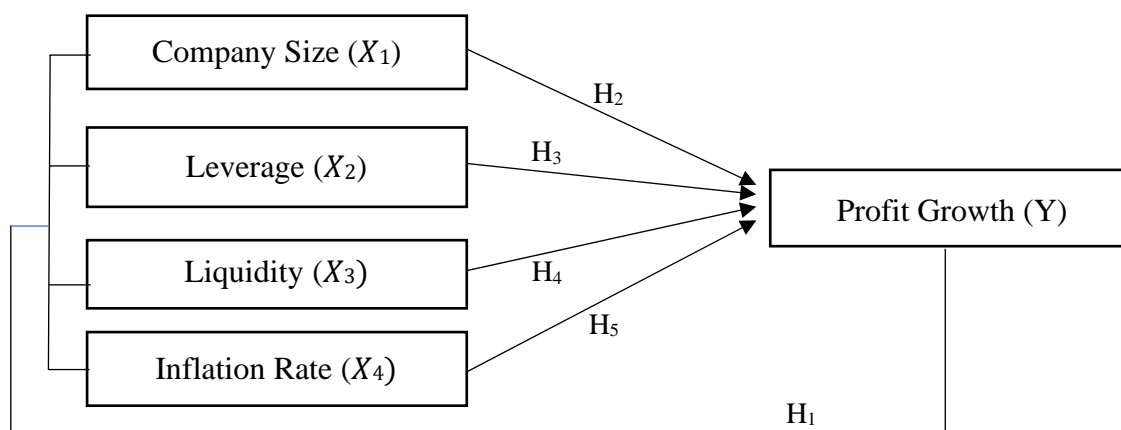 Company Size (X₁)
H₂
Leverage (X₂)
H₃
Profit Growth (Y)
Liquidity (X₃)
H₄
H₅
Inflation Rate (X₄)
H₁